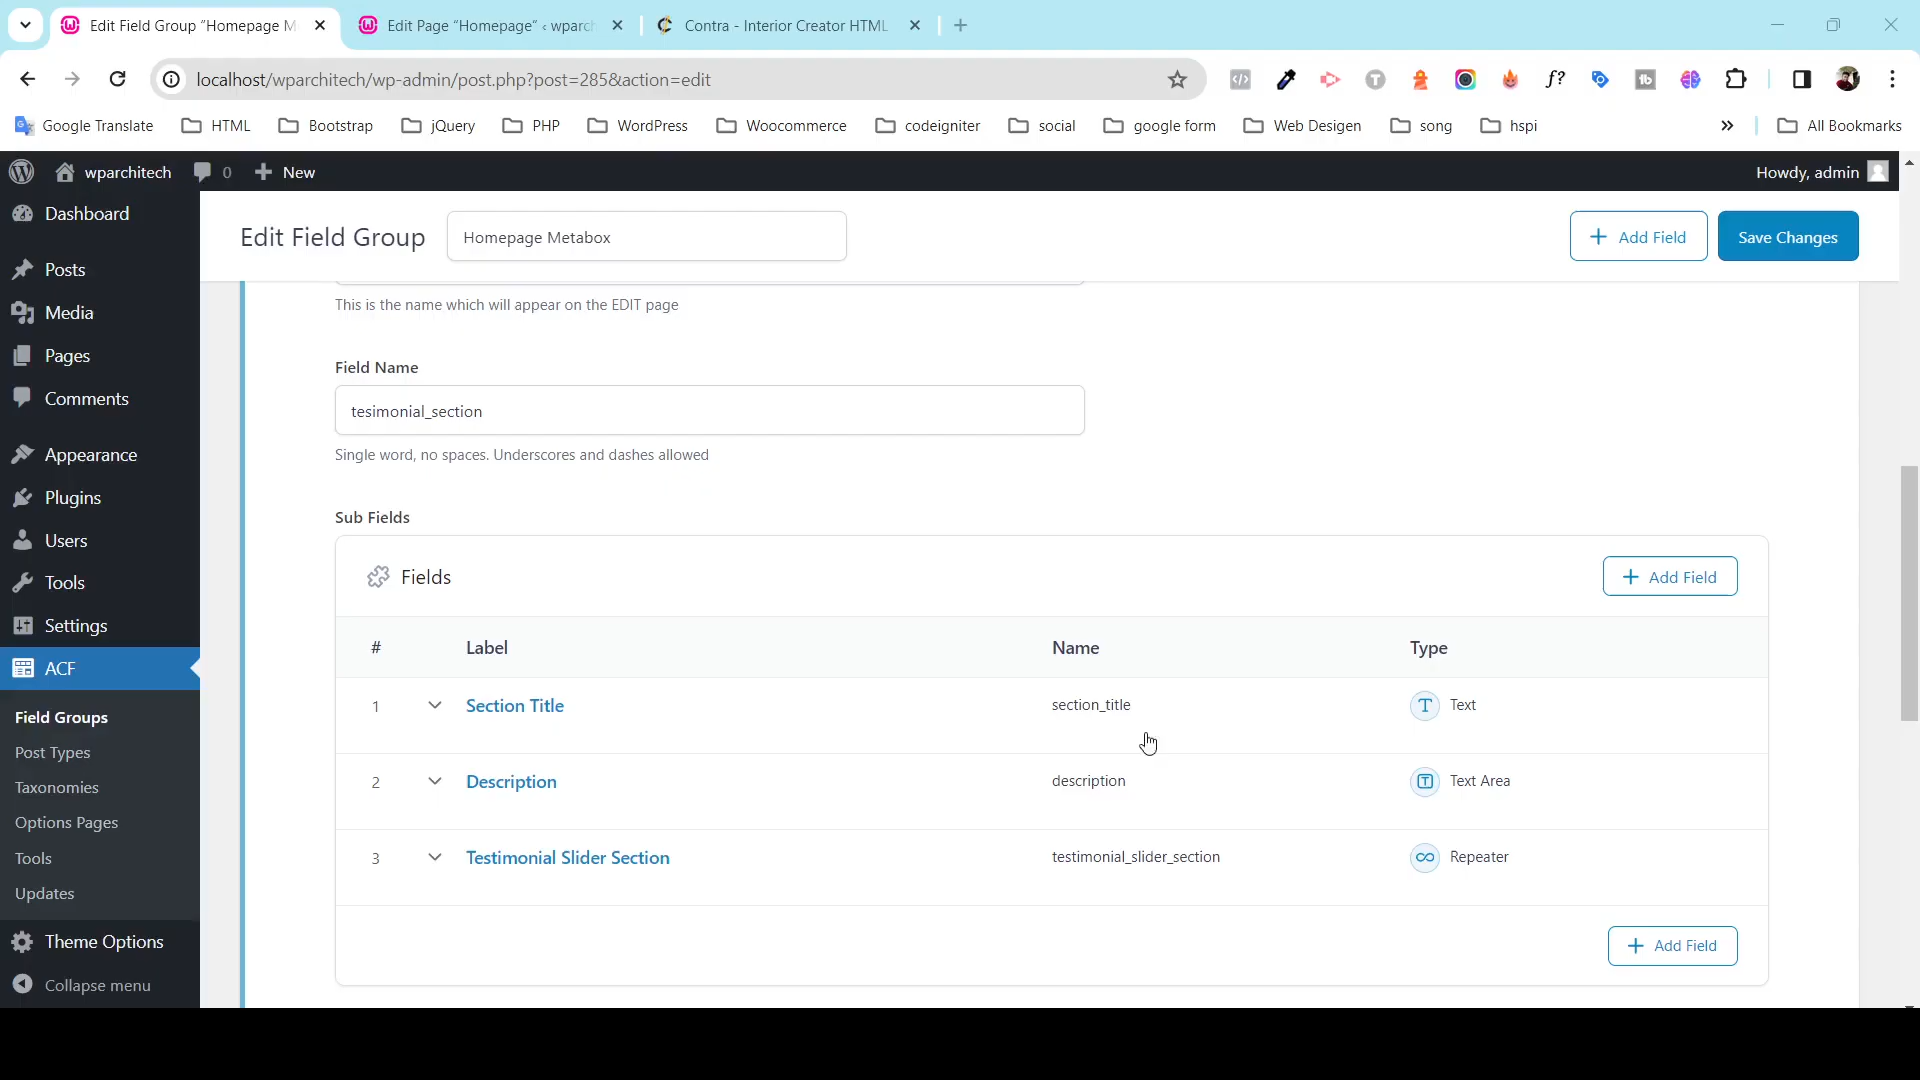 Edit Field Group “Homepage M
Edit Page “Homepage” ‹ wparch
Contra - Interior Creator HTML
localhost/wparchitech/wp-admin/post.php?post=285&action=edit
Google Translate
HTML
Bootstrap
jQuery
PHP
WordPress
Woocommerce
codeigniter
social
google form
Web Desigen
song
hspi
All Bookmarks
wparchitech
0
New
Howdy, admin
Dashboard
Posts
Media
Pages
Comments
Appearance
Plugins
Users
Tools
Settings
ACF
Field Groups
Post Types
Taxonomies
Options Pages
Tools
Updates
Theme Options
Collapse menu
Edit Field Group
Homepage Metabox
+ Add Field
Save Changes
This is the name which will appear on the EDIT page
Field Name
tesimonial_section
Single word, no spaces. Underscores and dashes allowed
Sub Fields
Fields
+ Add Field
# Label Name Type
1 Section Title section_title T Text
2 Description description T Text Area
3 Testimonial Slider Section testimonial_slider_section Repeater
+ Add Field